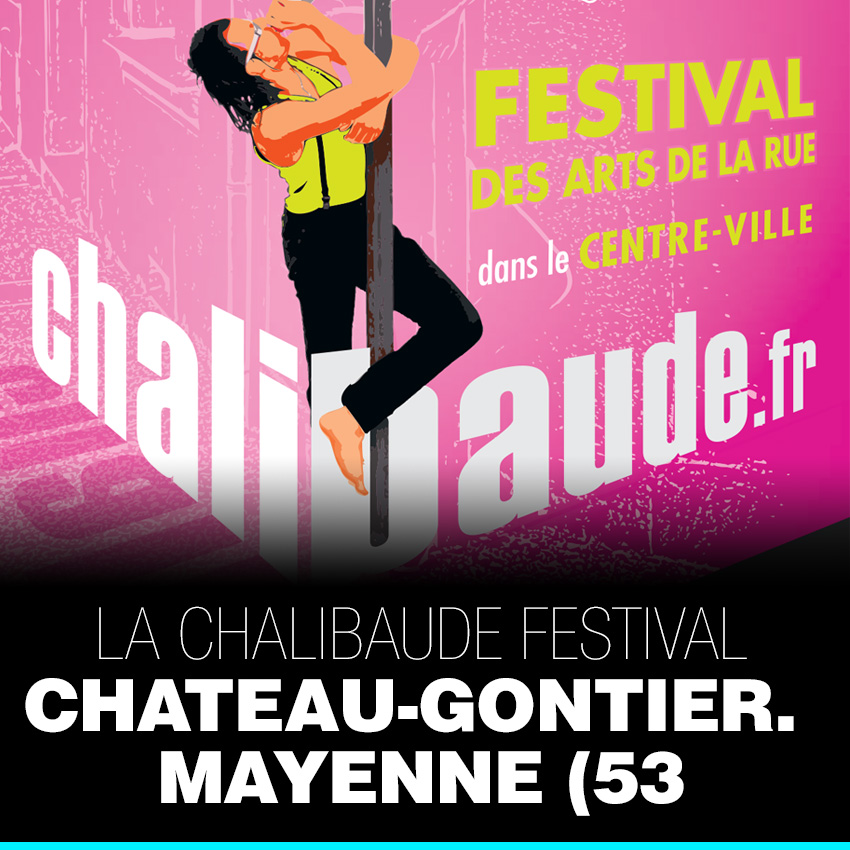 FESTIVAL
DES ARTS DE LA RUE
dans le CENTRE-VILLE
chalibaude.fr
LA CHALIBAUDE FESTIVAL
CHATEAU-GONTIER.
MAYENNE (53